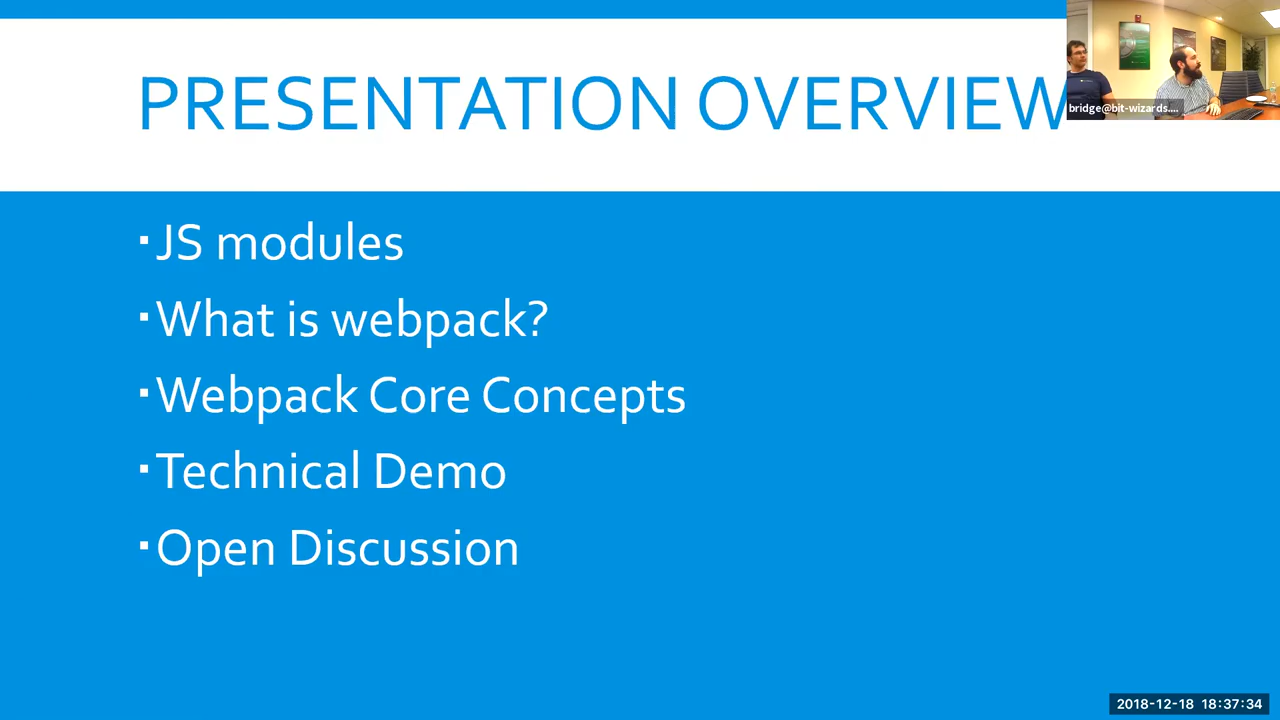 PRESENTATION OVERVIEW
bridge@bit-wizards....
▪JS modules
▪What is webpack?
▪Webpack Core Concepts
▪Technical Demo
▪Open Discussion
2018-12-18 18:37:34